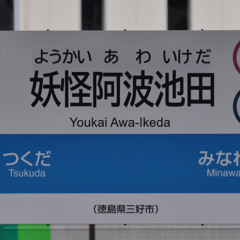 ようかい あ わ いけだ
妖怪阿波池田
Youkai Awa-Ikeda
つくだ みなわ
Tsukuda Minawa
(徳島県三好市)